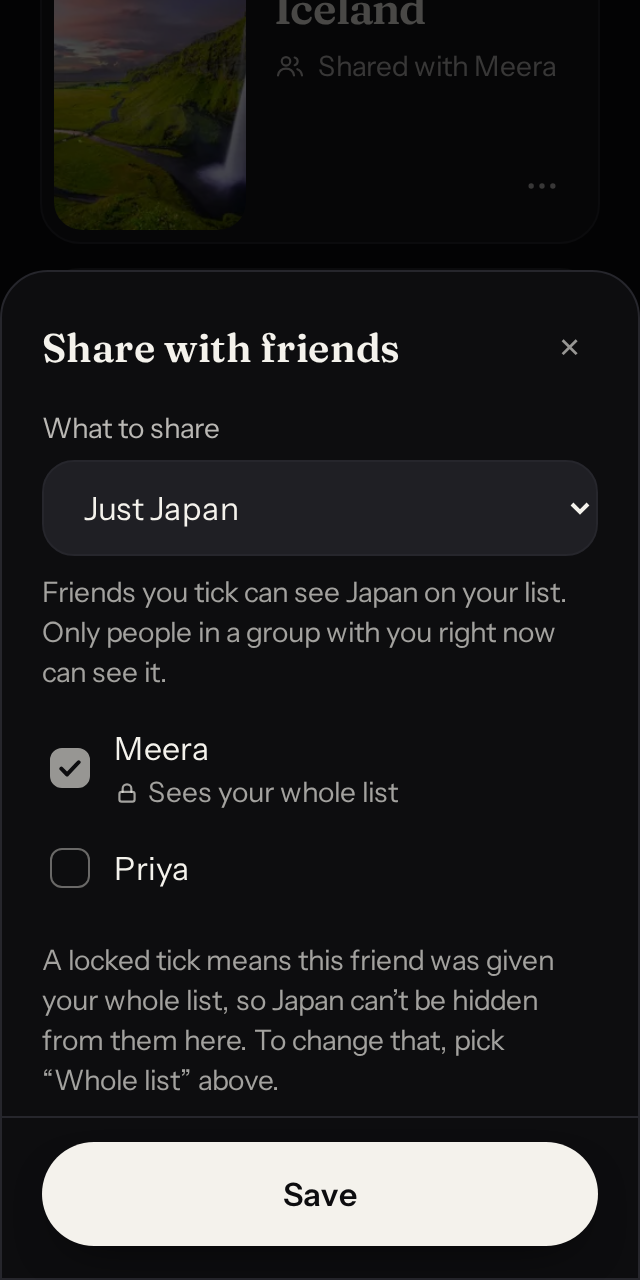 Iceland
Shared with Meera
Share with friends
What to share
Just Japan
Friends you tick can see Japan on your list.
Only people in a group with you right now
can see it.
Meera
Sees your whole list
Priya
A locked tick means this friend was given
your whole list, so Japan can’t be hidden
from them here. To change that, pick
“Whole list” above.
Save